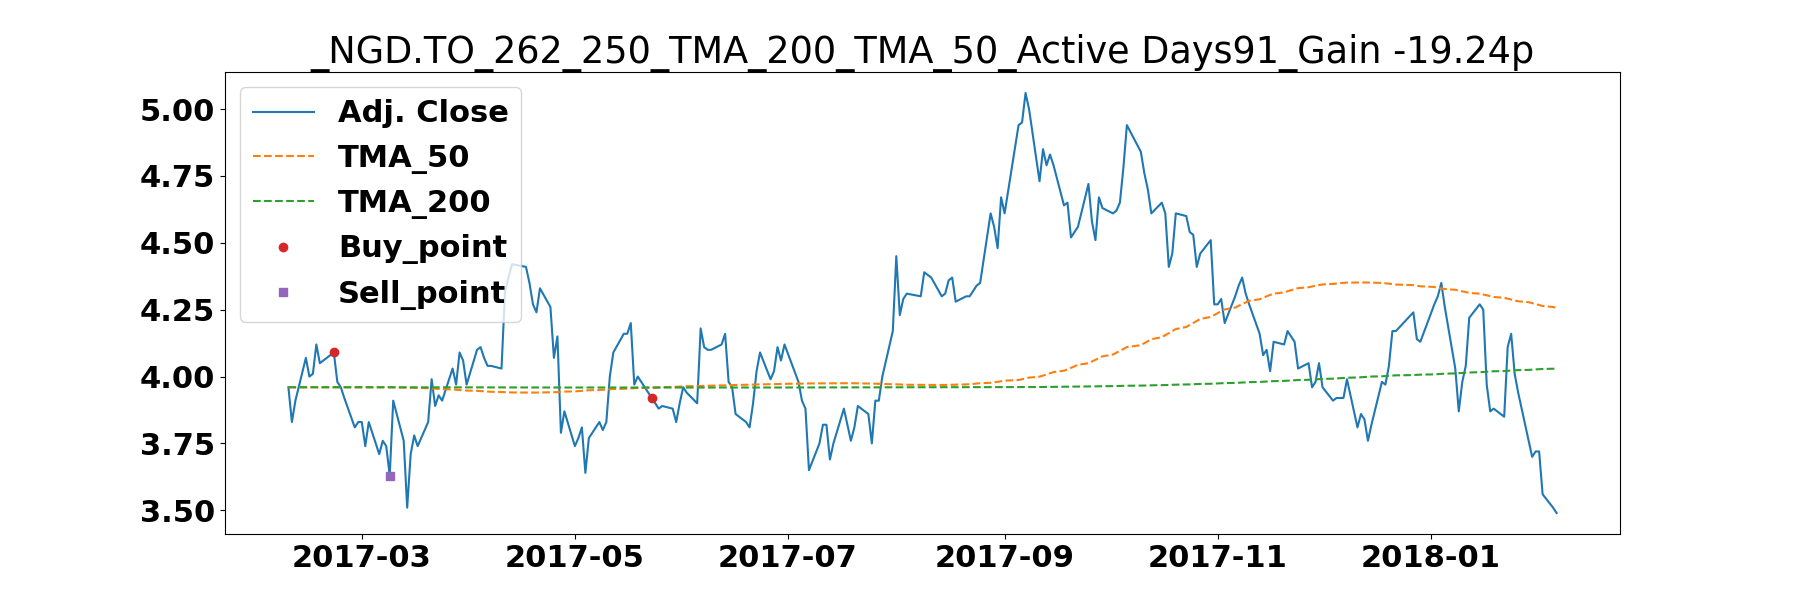 _NGD.TO_262_250_TMA_200_TMA_50_Active Days91_Gain -19.24p
5.00
4.75
4.50
4.25
4.00
3.75
3.50
Adj. Close
TMA_50
TMA_200
Buy_point
Sell_point
2017-03
2017-05
2017-07
2017-09
2017-11
2018-01